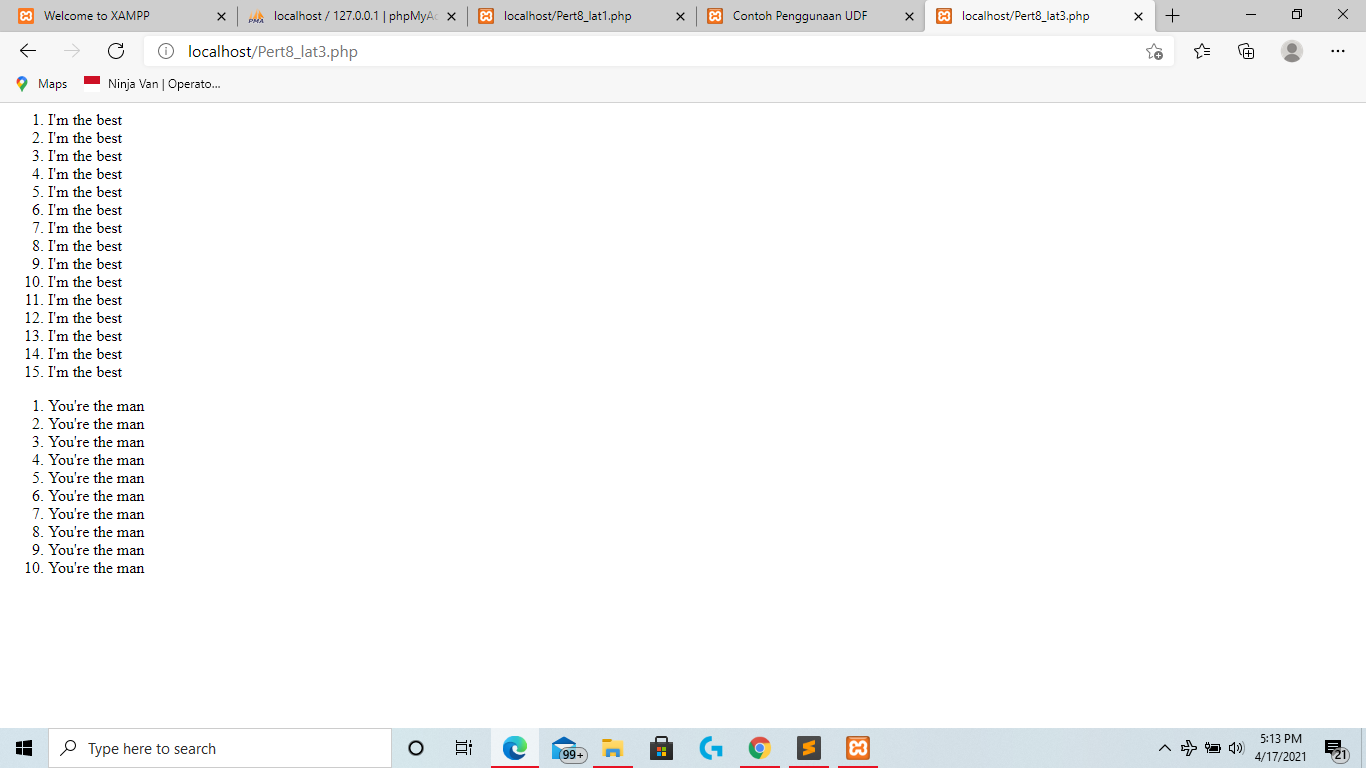 Welcome to XAMPP
localhost / 127.0.0.1 | phpMyAd
localhost/Pert8_lat1.php
Contoh Penggunaan UDF
localhost/Pert8_lat3.php
localhost/Pert8_lat3.php
Maps
Ninja Van | Operato...
1. I'm the best
2. I'm the best
3. I'm the best
4. I'm the best
5. I'm the best
6. I'm the best
7. I'm the best
8. I'm the best
9. I'm the best
10. I'm the best
11. I'm the best
12. I'm the best
13. I'm the best
14. I'm the best
15. I'm the best
1. You're the man
2. You're the man
3. You're the man
4. You're the man
5. You're the man
6. You're the man
7. You're the man
8. You're the man
9. You're the man
10. You're the man
Type here to search
99+
5:13 PM
4/17/2021
21